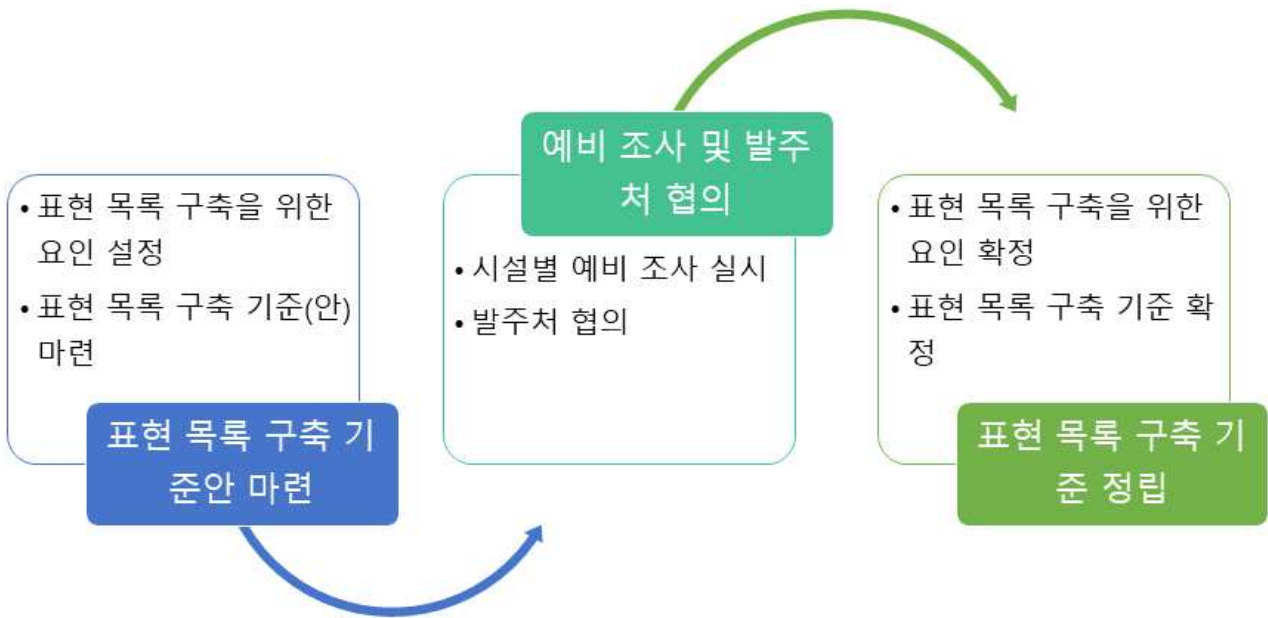 • 표현 목록 구축을 위한
요인 설정
• 표현 목록 구축 기준(안)
마련
표현 목록 구축 기
준안 마련
예비 조사 및 발주
처 협의
• 시설별 예비 조사 실시
• 발주처 협의
• 표현 목록 구축을 위한
요인 확정
• 표현 목록 구축 기준 확
정
표현 목록 구축 기
준 정립